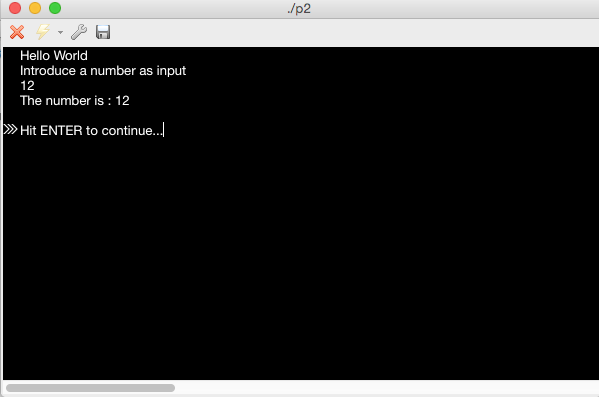 ./p2
Hello World
Introduce a number as input
12
The number is : 12
>>> Hit ENTER to continue...